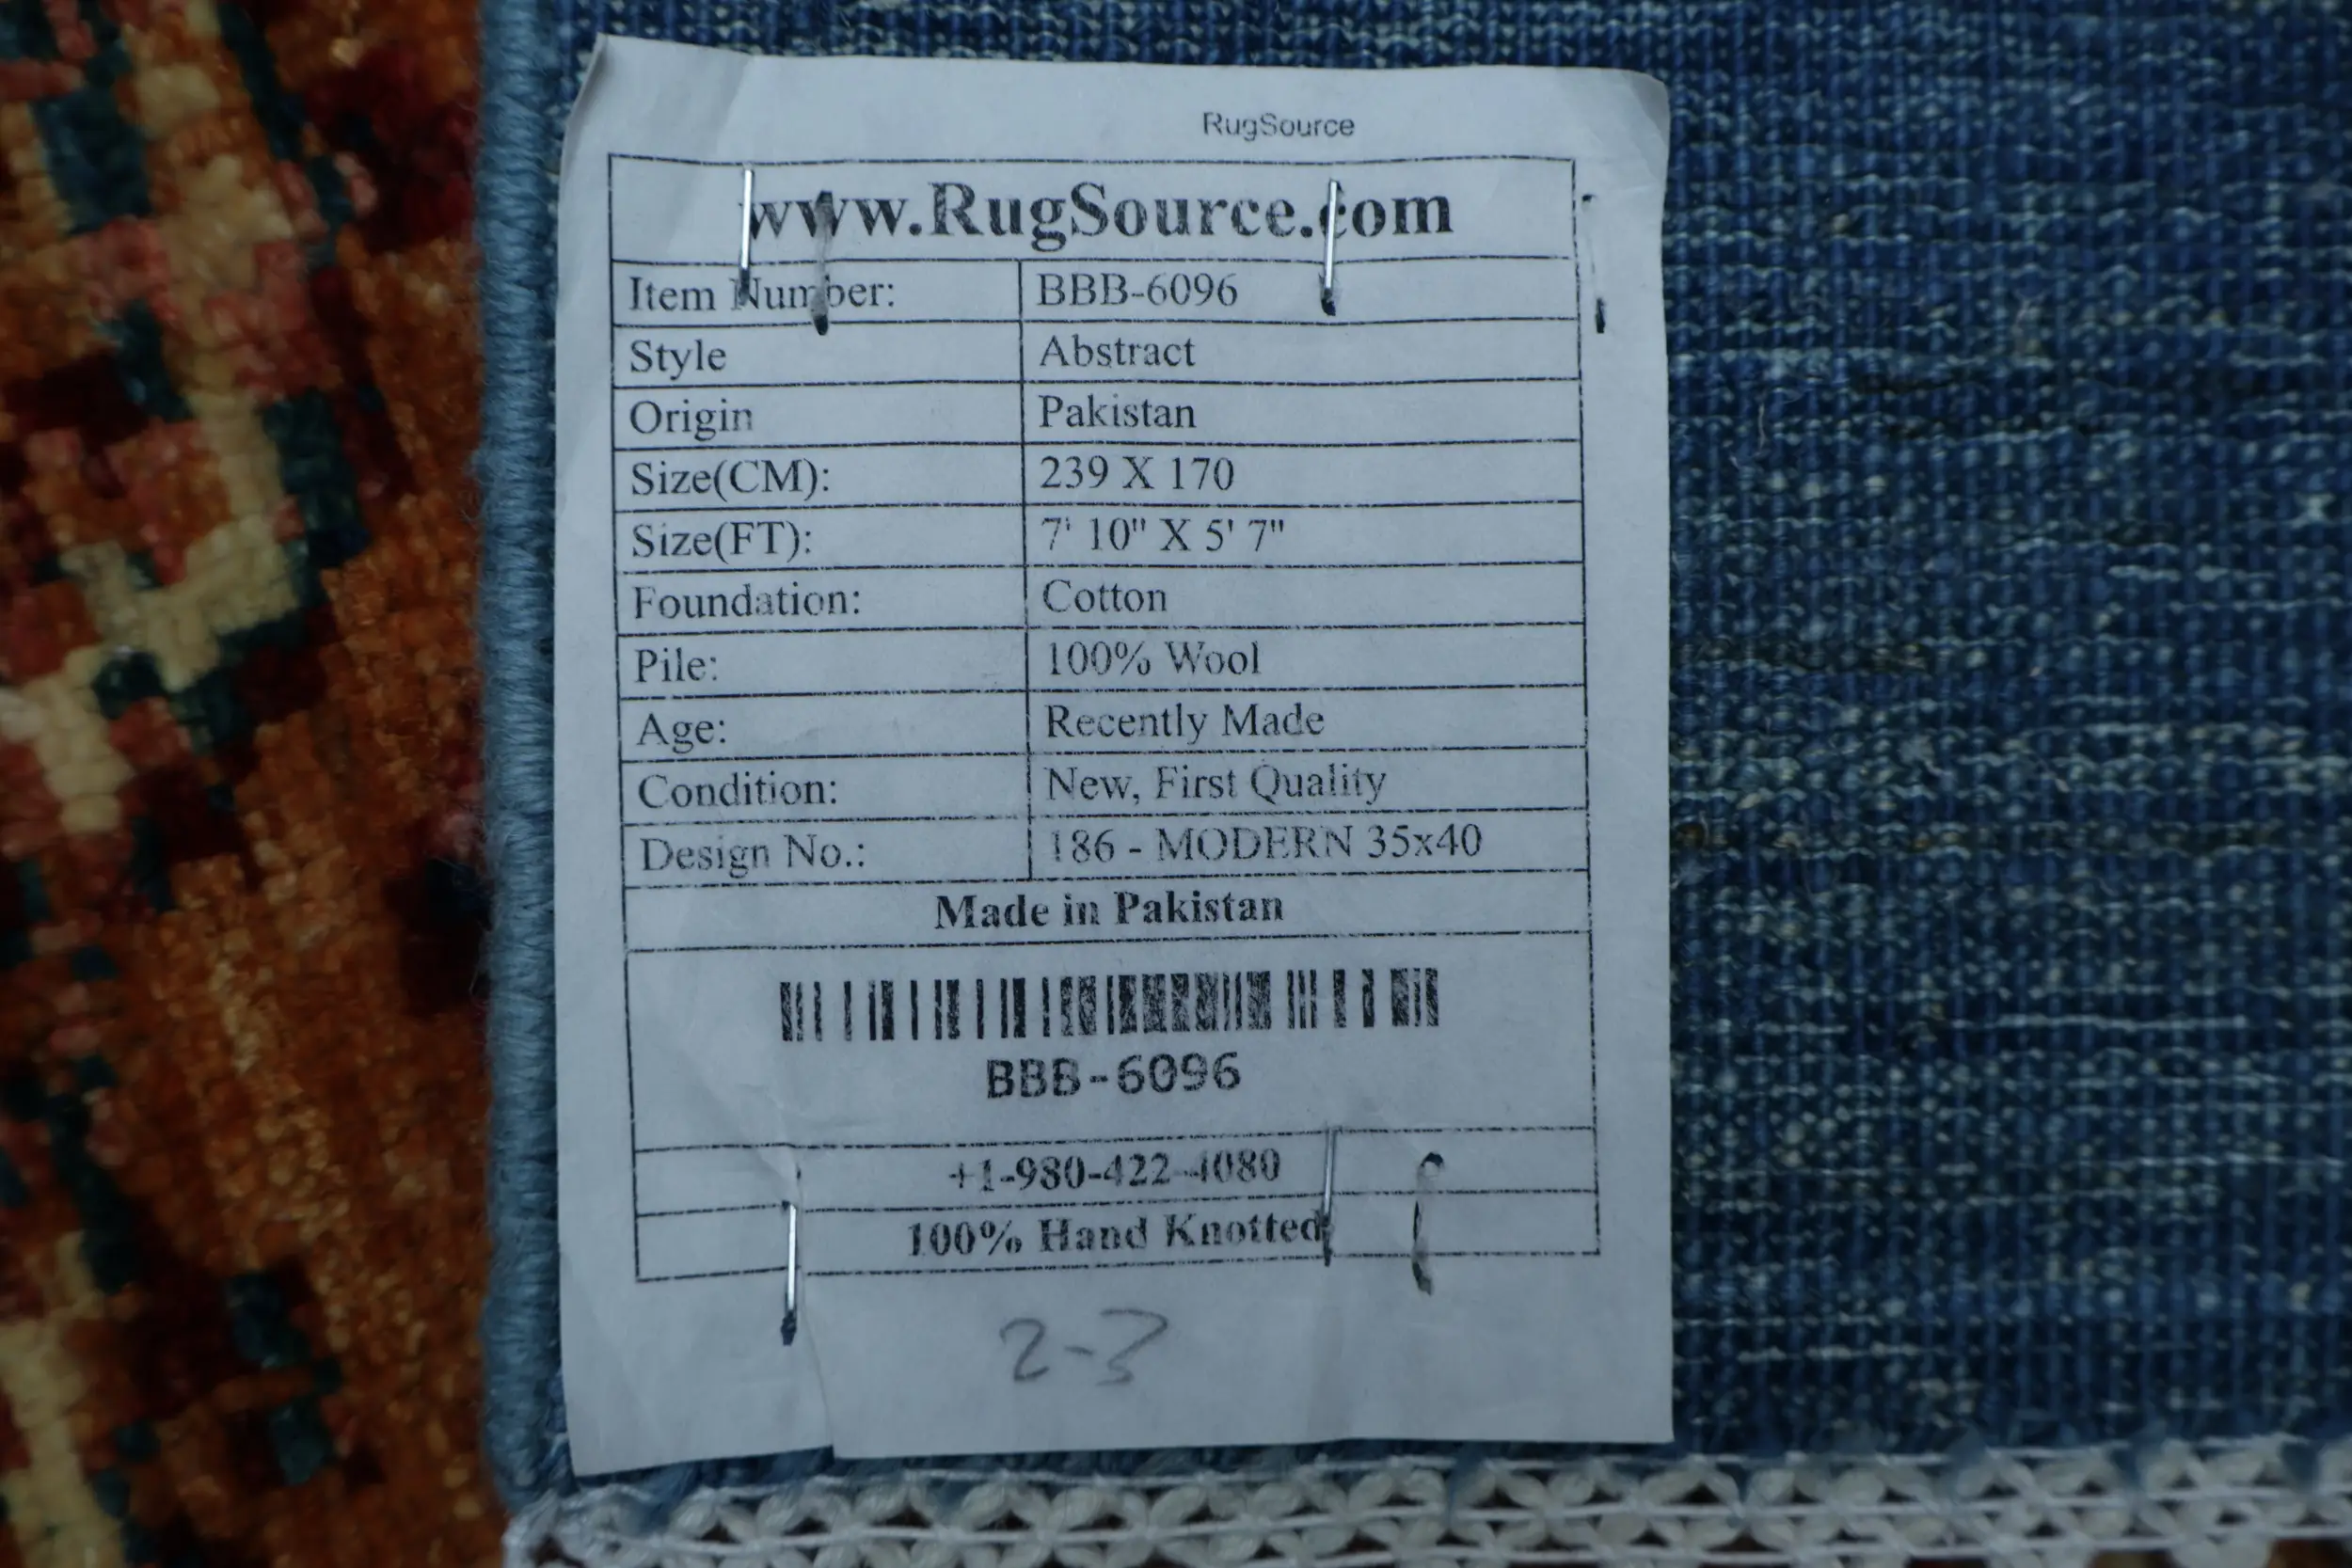 RugSource
www.RugSource.com
Item Number: BBB-6096
Style Abstract
Origin Pakistan
Size(CM): 239 X 170
Size(FT): 7' 10" X 5' 7"
Foundation: Cotton
Pile: 100% Wool
Age: Recently Made
Condition: New, First Quality
Design No.: 186 - MODERN 35x40
Made in Pakistan
BBB-6096
+1-980-422-4080
100% Hand Knotted
2-3